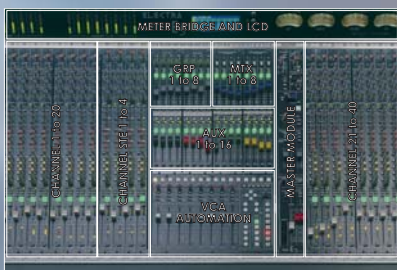 ELECTRA
METER BRIDGE AND LCD
CHANNEL 1 to 20
CHANNEL STE 1 to 4
GRP
1 to 8
MTX
1 to 8
AUX
1 to 16
VCA
AUTOMATION
MASTER MODULE
CHANNEL 21 to 40